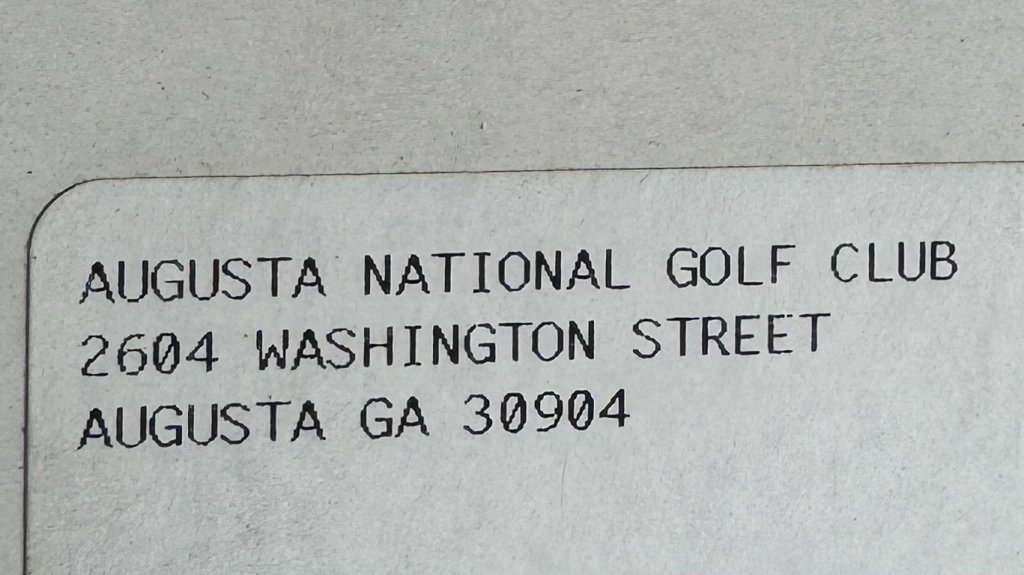 AUGUSTA NATIONAL GOLF CLUB
2604 WASHINGTON STREET
AUGUSTA GA 30904